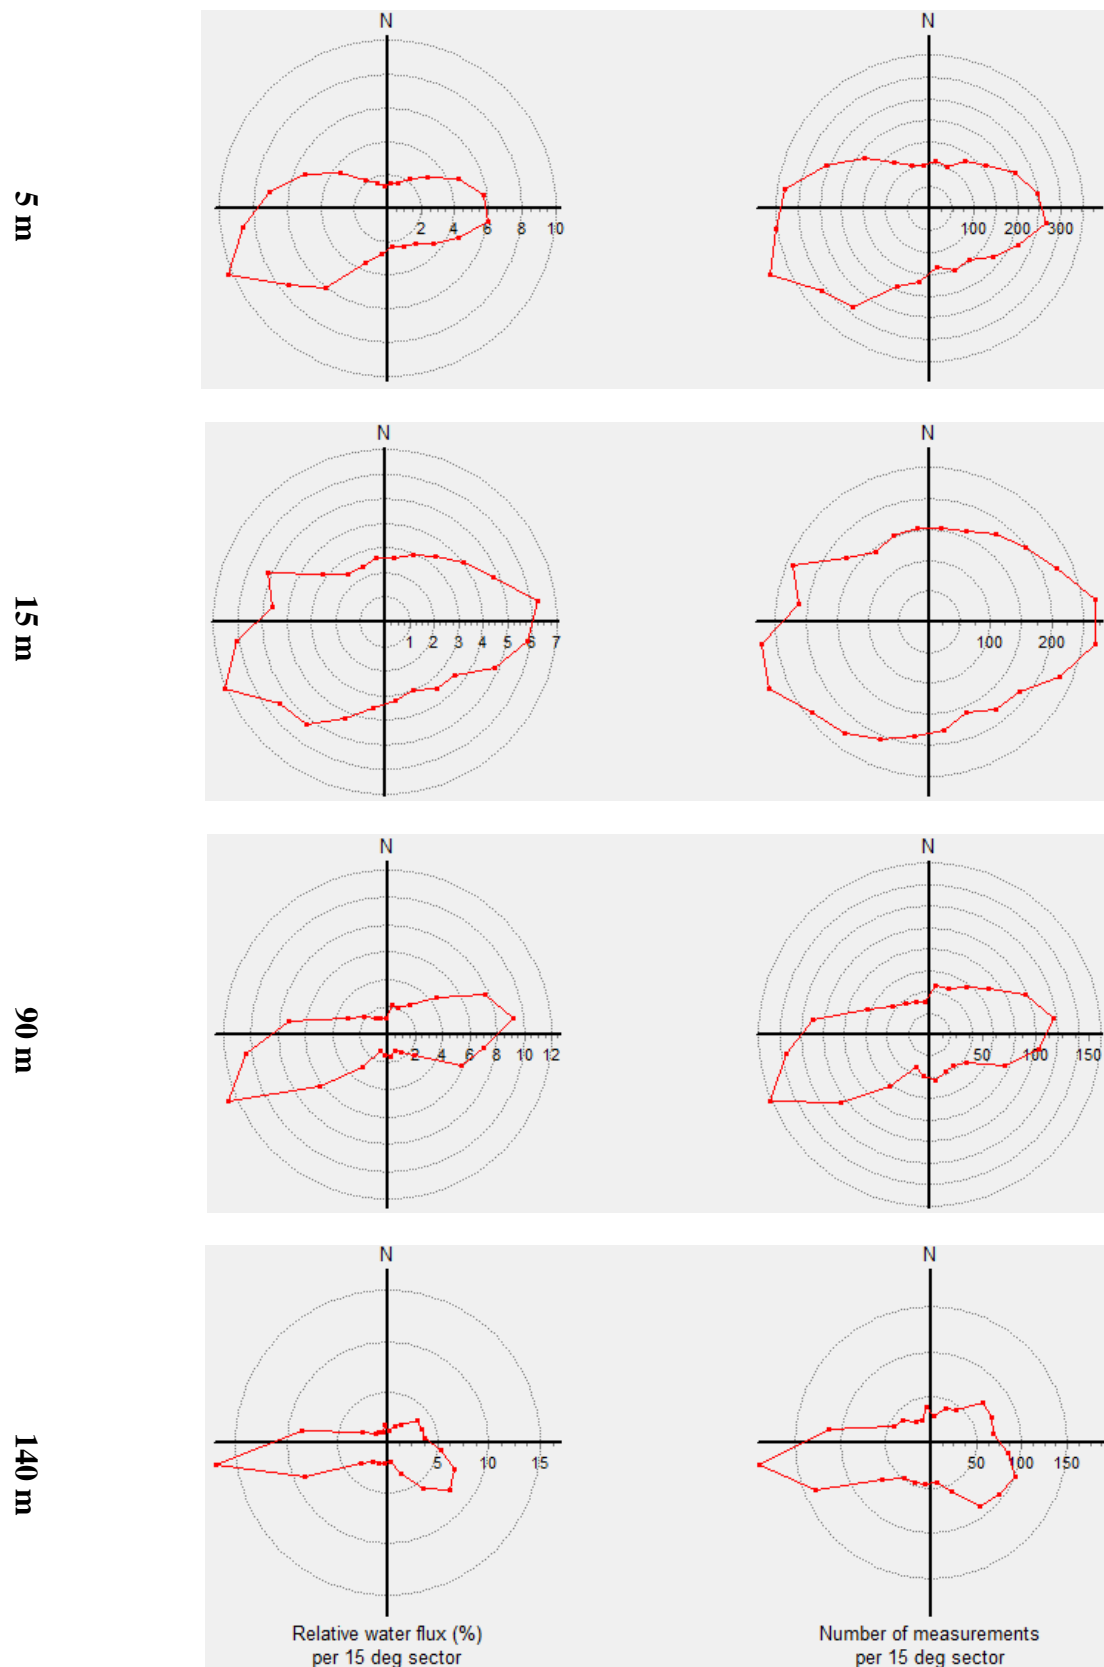 N
N
5 m
2 4 6 8 10
100 200 300
N
N
15 m
1 2 3 4 5 6 7
100 200
N
N
90 m
2 4 6 8 10 12
50 100 150
N
N
140 m
5 10 15
50 100 150
Relative water flux (%)
per 15 deg sector
Number of measurements
per 15 deg sector